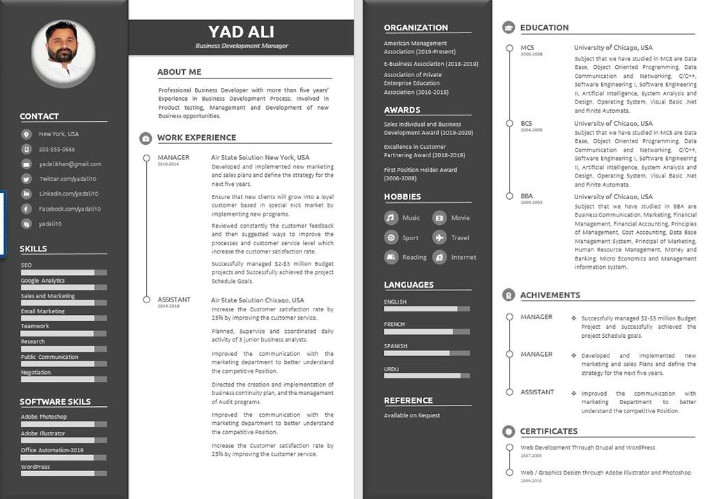 YAD ALI
Business Development Manager
CONTACT
New York, USA
202-555-0666
yadalikhan@gmail.com
Twitter.com/yadali10
Linkedin.com/yadali10
Facebook.com/yadali10
yadali10
SKILLS
SEO
Google Analytics
Sales and Marketing
Email Marketing
Teamwork
Research
Public Communication
Negotiation
SOFTWARE SKILS
Adobe Photoshop
Adobe Illustrator
Office Automation-2016
WordPress
ABOUT ME
Professional Business Developer with more then five years'
Experience in Business Development Process. Involved in
Product testing, Management and Development of new
Business opportunities.
WORK EXPERIENCE
MANAGER
Air State Solution New York, USA
Developed and implemented new marketing
and sales plans and define the strategy for the
next five years.
Ensure that new clients will grow into a loyal
customer based in special nick market by
implementing new programs.
Reviewed constantly the customer feedback
and then suggested ways to improve the
processes and customer service level which
increase the customer satisfaction rate.
Successfully managed $2-$3 million Budget
projects and Successfully achieved the project
Schedule Goals.
ASSISTANT
Air State Solution Chicago, USA
Increase the Customer satisfaction rate by
25% by improving the customer service.
Planned, Supervise and coordinated daily
activity of 3 junior business analysts.
Improved the communication with the
marketing department to better understand
the competitive Position.
Directed the creation and implementation of
business continuity plan, and the management
of Audit programs.
Improved the communication with the
marketing department to better understand
the competitive Position.
Increase the Customer satisfaction rate by
25% by improving the customer service.
ORGANIZATION
American Management
Association (2019-Present)
E-Business Association (2018-2019)
Association of Private
Enterprise Education
Association (2016-2018)
AWARDS
Sales Individual and Business
Development Award (2019-2020)
Excellence in Customer
Partnering Award (2018-2019)
First Position Holder Award
(2006-2008)
HOBBIES
Music
Movie
Sport
Travel
Reading
Internet
LANGUAGES
ENGLISH
FRENCH
SPANISH
URDU
REFERENCE
Available on Request
EDUCATION
MCS
2006-2008
University of Chicago, USA
Subject that we have studied in MCS are Data
Base, Object Oriented Programming, Data
Communication and Networking, C/C++,
Software Engineering I, Software Engineering
II, Artificial Intelligence, System Analysis and
Design, Operating System, Visual Basic .Net
and Finite Automata.
BCS
2004-2006
University of Chicago, USA
Subject that we have studied in MCS are Data
Base, Object Oriented Programming, Data
Communication and Networking, C/C++,
Software Engineering I, Software Engineering
II, Artificial Intelligence, System Analysis and
Design, Operating System, Visual Basic .Net
and Finite Automata.
BBA
University of Chicago, USA
Subject that we have studied in BBA are
Business Communication, Marketing, Financial
Management, Financial Accounting, Principles
of Management, Cost Accounting, Data Base
Management System, Principal of Marketing,
Human Resource Management, Money and
Banking, Micro Economics and Management
Information system.
ACHIVEMENTS
MANAGER
Successfully managed $2-$3 million Budget
Project and successfully achieved the
project Schedule goals.
MANAGER
Developed and implemented new
marketing and sales Plans and define the
strategy for the next five years.
ASSISTANT
Improved the communication with the
marketing Department to better
understand the competitive Position.
CERTIFICATES
Web Development Through Drupal and WordPress
Web / Graphics Design through Adobe Illustrator and Photoshop